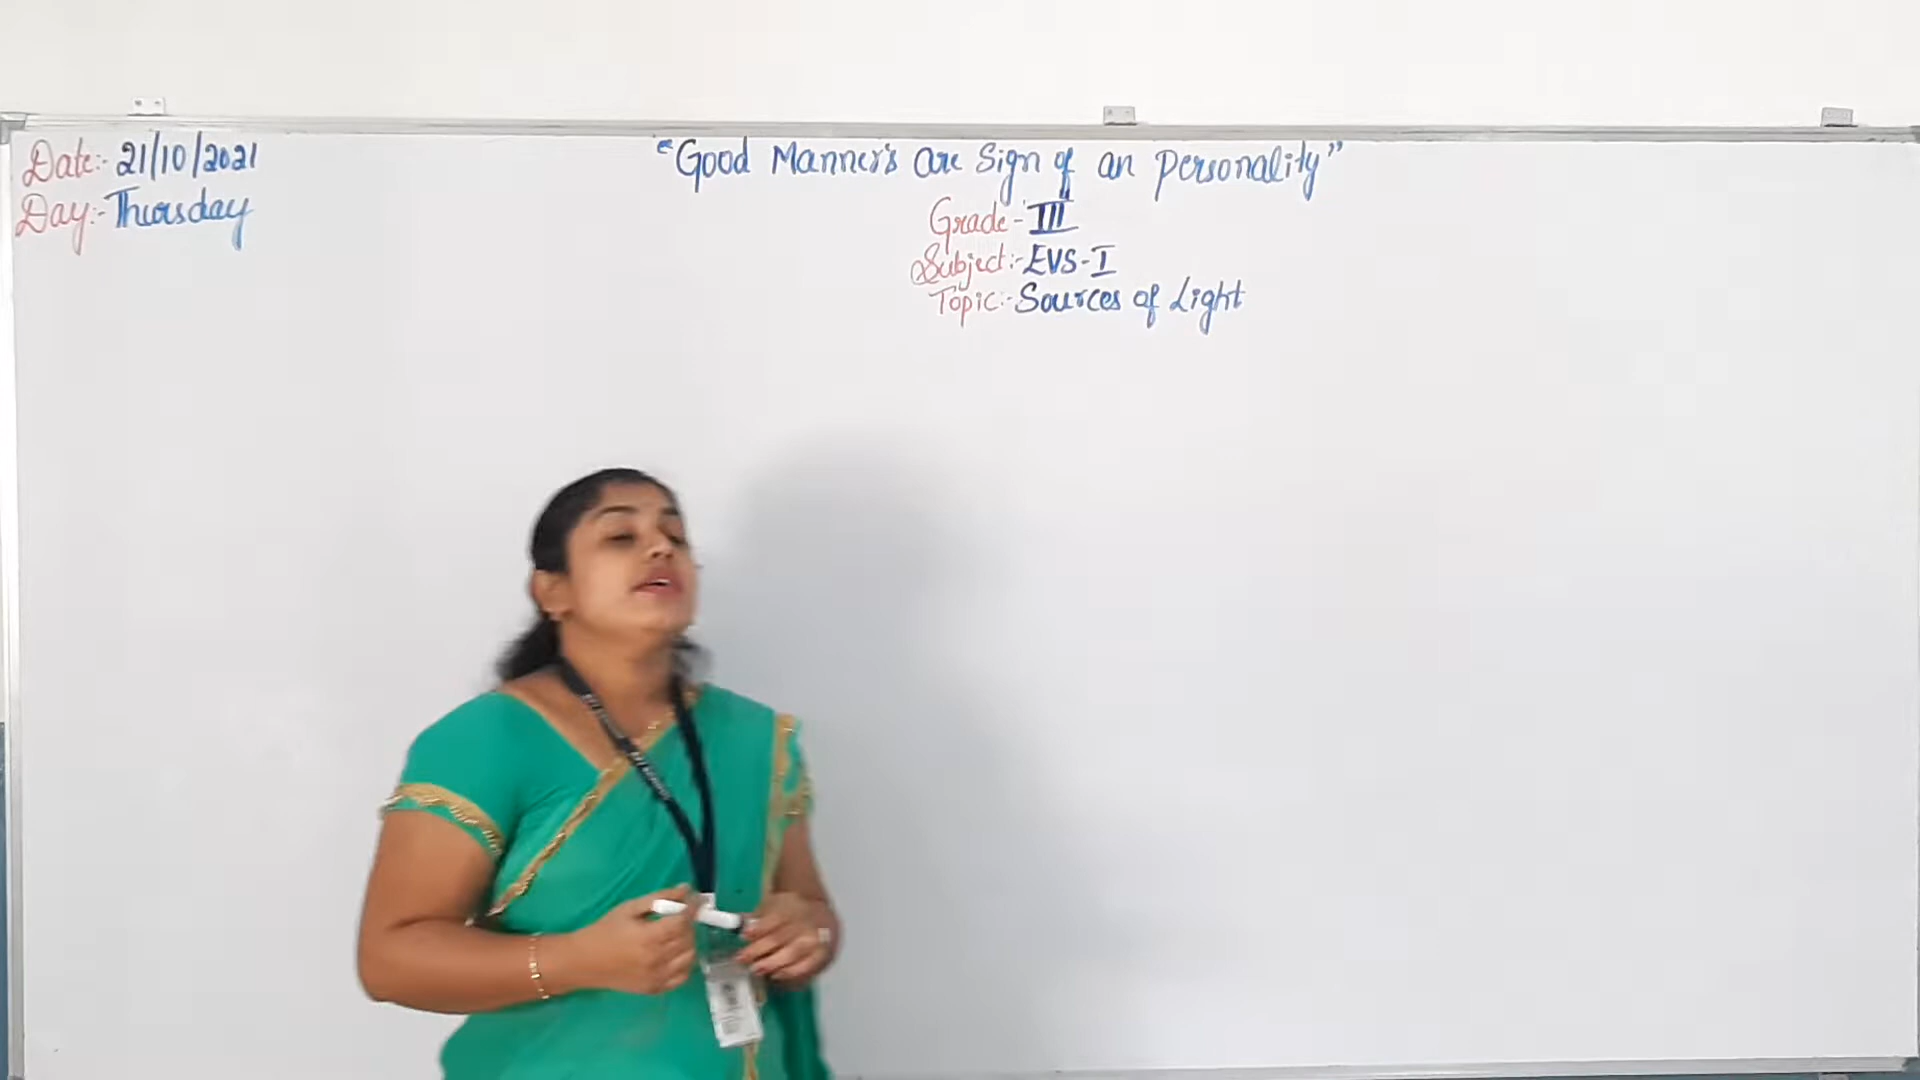 Date:- 21/10/2021
Day:- Thursday
"Good Manner's are Sign of an Personality"
Grade - III
Subject:- EVS-I
Topic:- Sources of Light